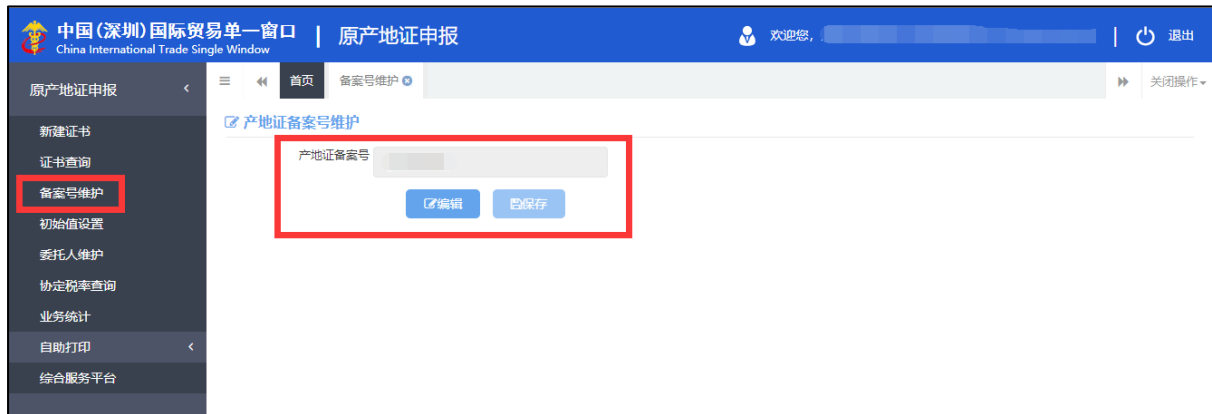 中国(深圳)国际贸易单一窗口 | 原产地证申报
China International Trade Single Window
欢迎您,
| 退出
原产地证申报
首页 备案号维护
关闭操作
新建证书
证书查询
备案号维护
初始值设置
委托人维护
协定税率查询
业务统计
自助打印
综合服务平台
产地证备案号维护
产地证备案号
编辑 保存